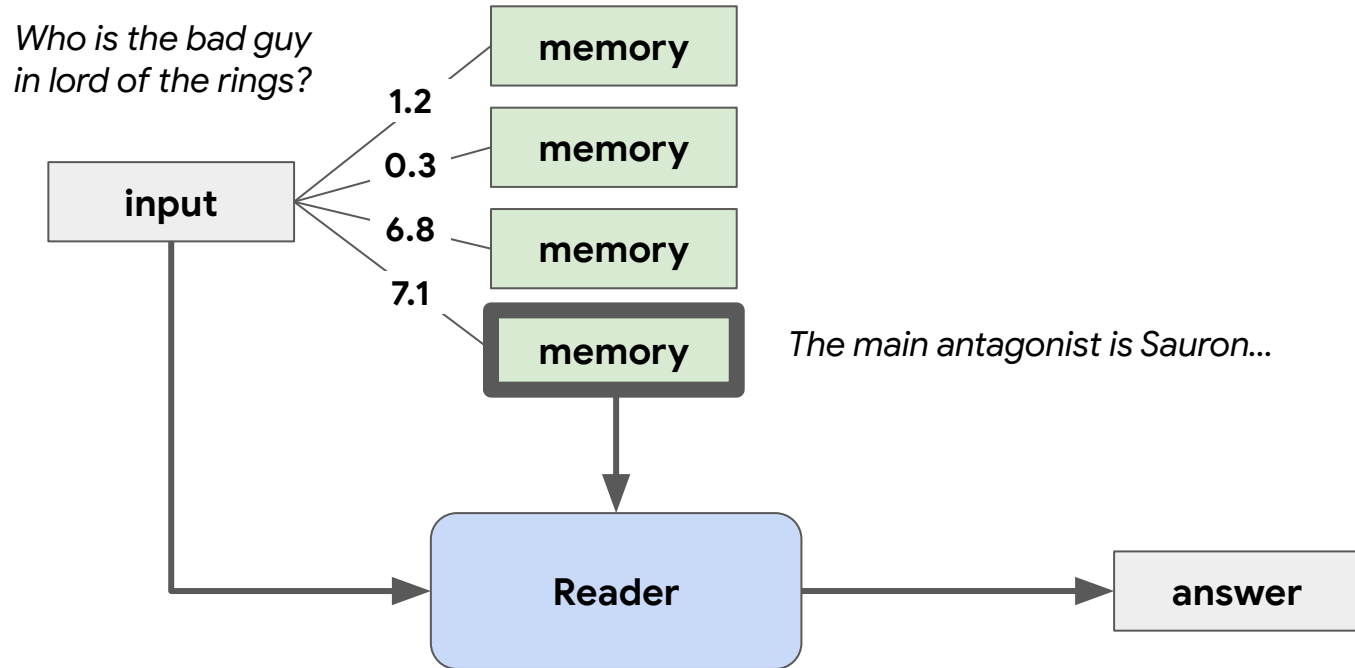 Who is the bad guy
in lord of the rings?
memory
1.2
memory
0.3
input
memory
6.8
7.1
memory
The main antagonist is Sauron...
Reader
answer